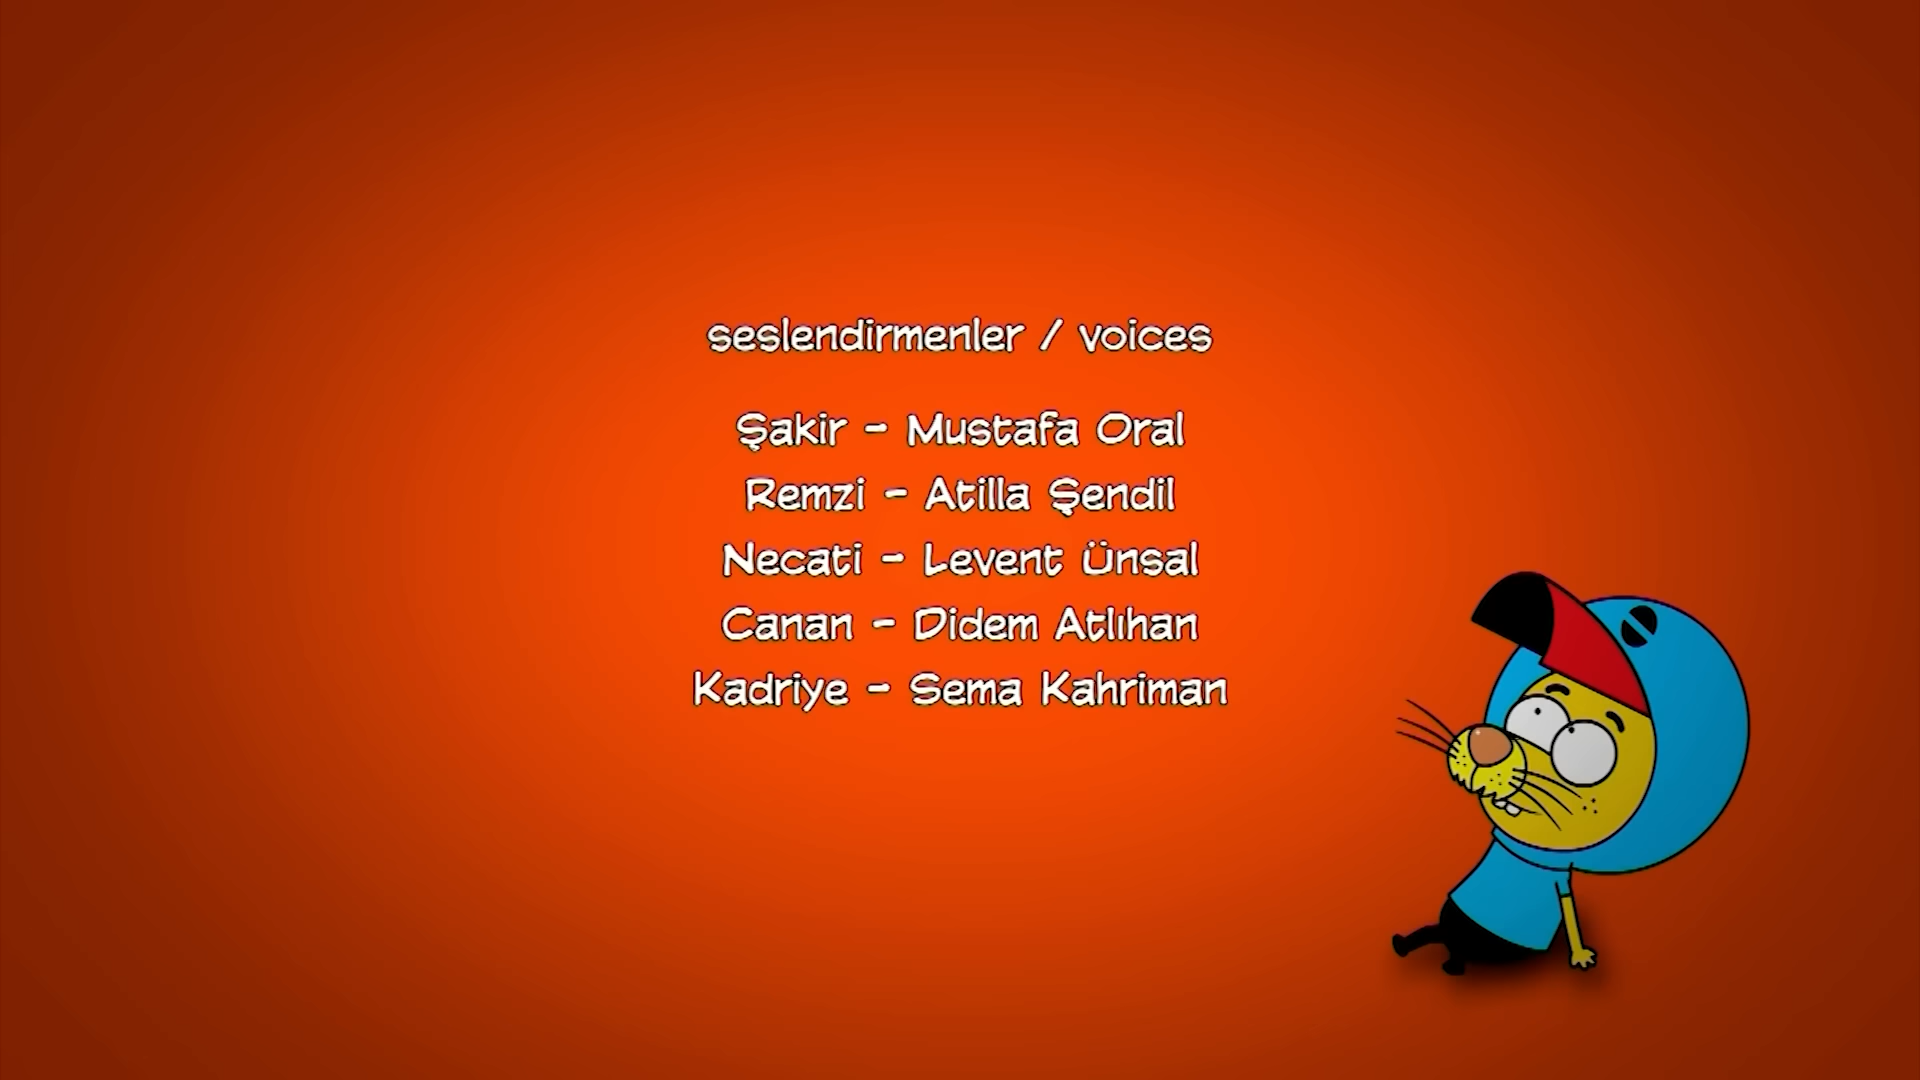 seslendirmenler / voices
Şakir - Mustafa Oral
Remzi - Atilla Şendil
Necati - Levent Ünsal
Canan - Didem Atlıhan
Kadriye - Sema Kahriman